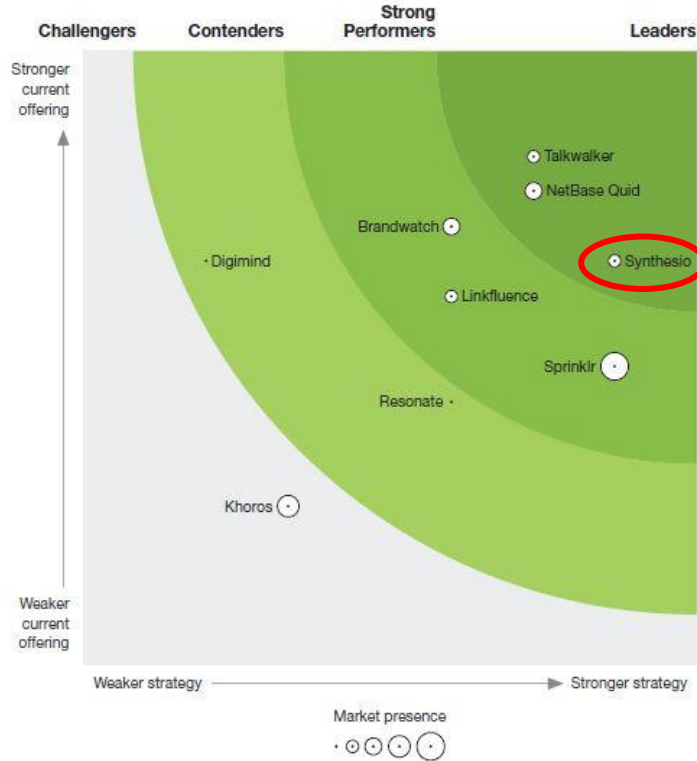 Challengers
Contenders
Strong
Performers
Leaders
Stronger
current
offering
Talkwalker
NetBase Quid
Brandwatch
Digimind
Synthesio
Linkfluence
Sprinklr
Resonate
Khoros
Weaker
current
offering
Weaker strategy
Stronger strategy
Market presence